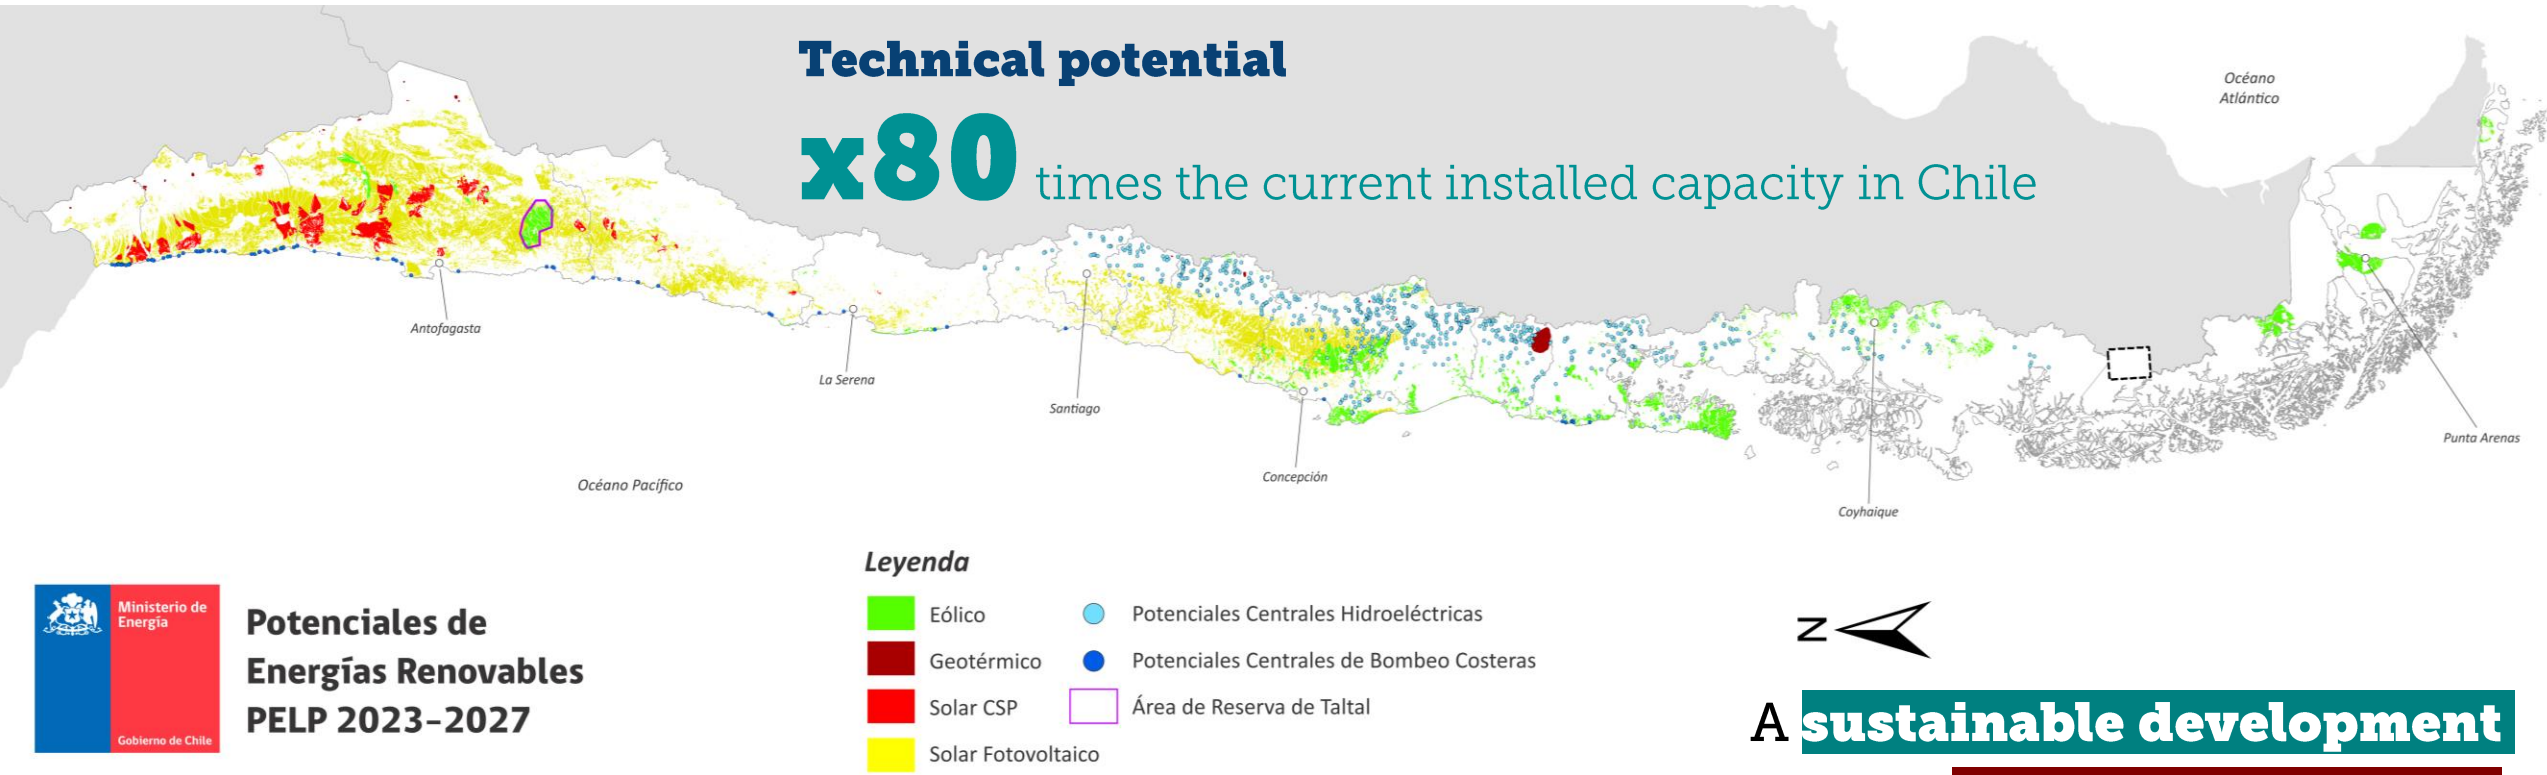 Technical potential
x80 times the current installed capacity in Chile
Océano
Atlántico
Antofagasta
La Serena
Santiago
Concepción
Coyhaique
Punta Arenas
Océano Pacífico
Ministerio de
Energía
Gobierno de Chile
Potenciales de
Energías Renovables
PELP 2023-2027
Leyenda
Eólico
Geotérmico
Solar CSP
Solar Fotovoltaico
Potenciales Centrales Hidroeléctricas
Potenciales Centrales de Bombeo Costeras
Área de Reserva de Taltal
N
A sustainable development